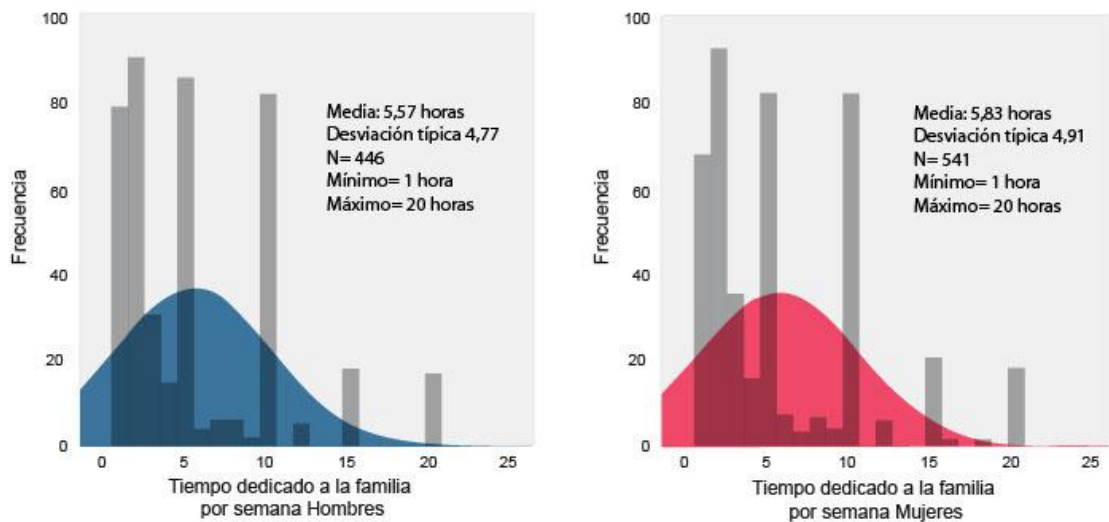 100
80
60
40
20
0
Frecuencia
Media: 5,57 horas
Desviación típica 4,77
N= 446
Mínimo= 1 hora
Máximo= 20 horas
0 5 10 15 20 25
Tiempo dedicado a la familia
por semana Hombres
100
80
60
40
20
0
Frecuencia
Media: 5,83 horas
Desviación típica 4,91
N= 541
Mínimo= 1 hora
Máximo= 20 horas
0 5 10 15 20 25
Tiempo dedicado a la familia
por semana Mujeres